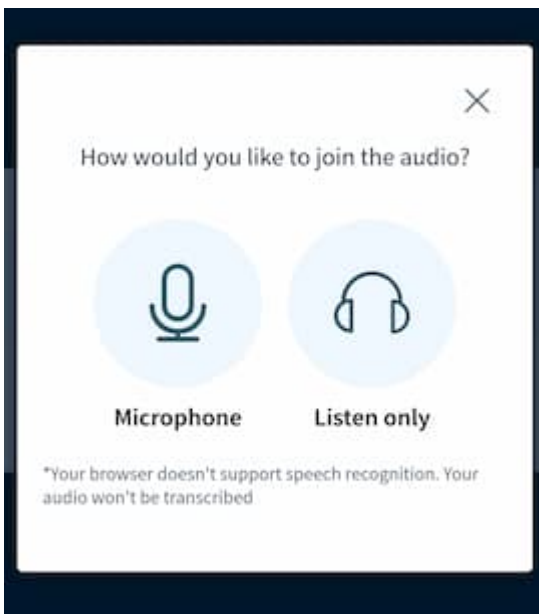 How would you like to join the audio?
Microphone
Listen only
*Your browser doesn't support speech recognition. Your
audio won't be transcribed